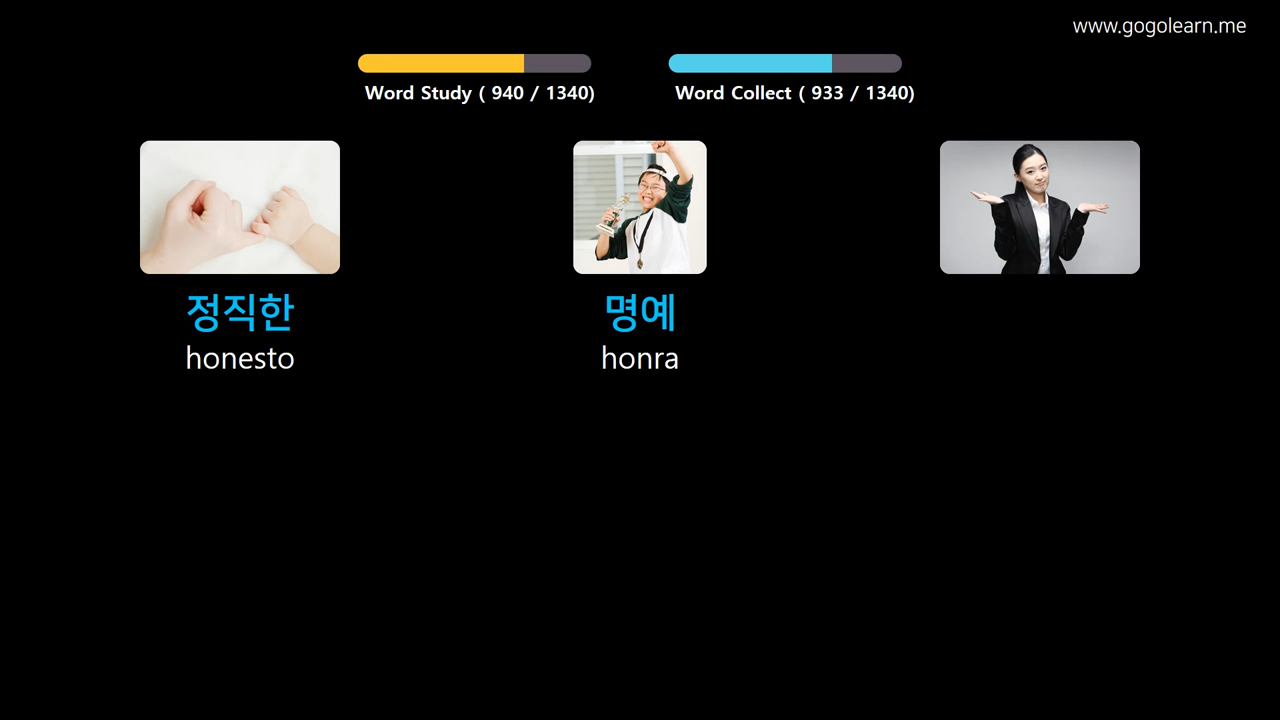 www.gogolearn.me
Word Study ( 940 / 1340)
Word Collect ( 933 / 1340)
정직한
honesto
명예
honra